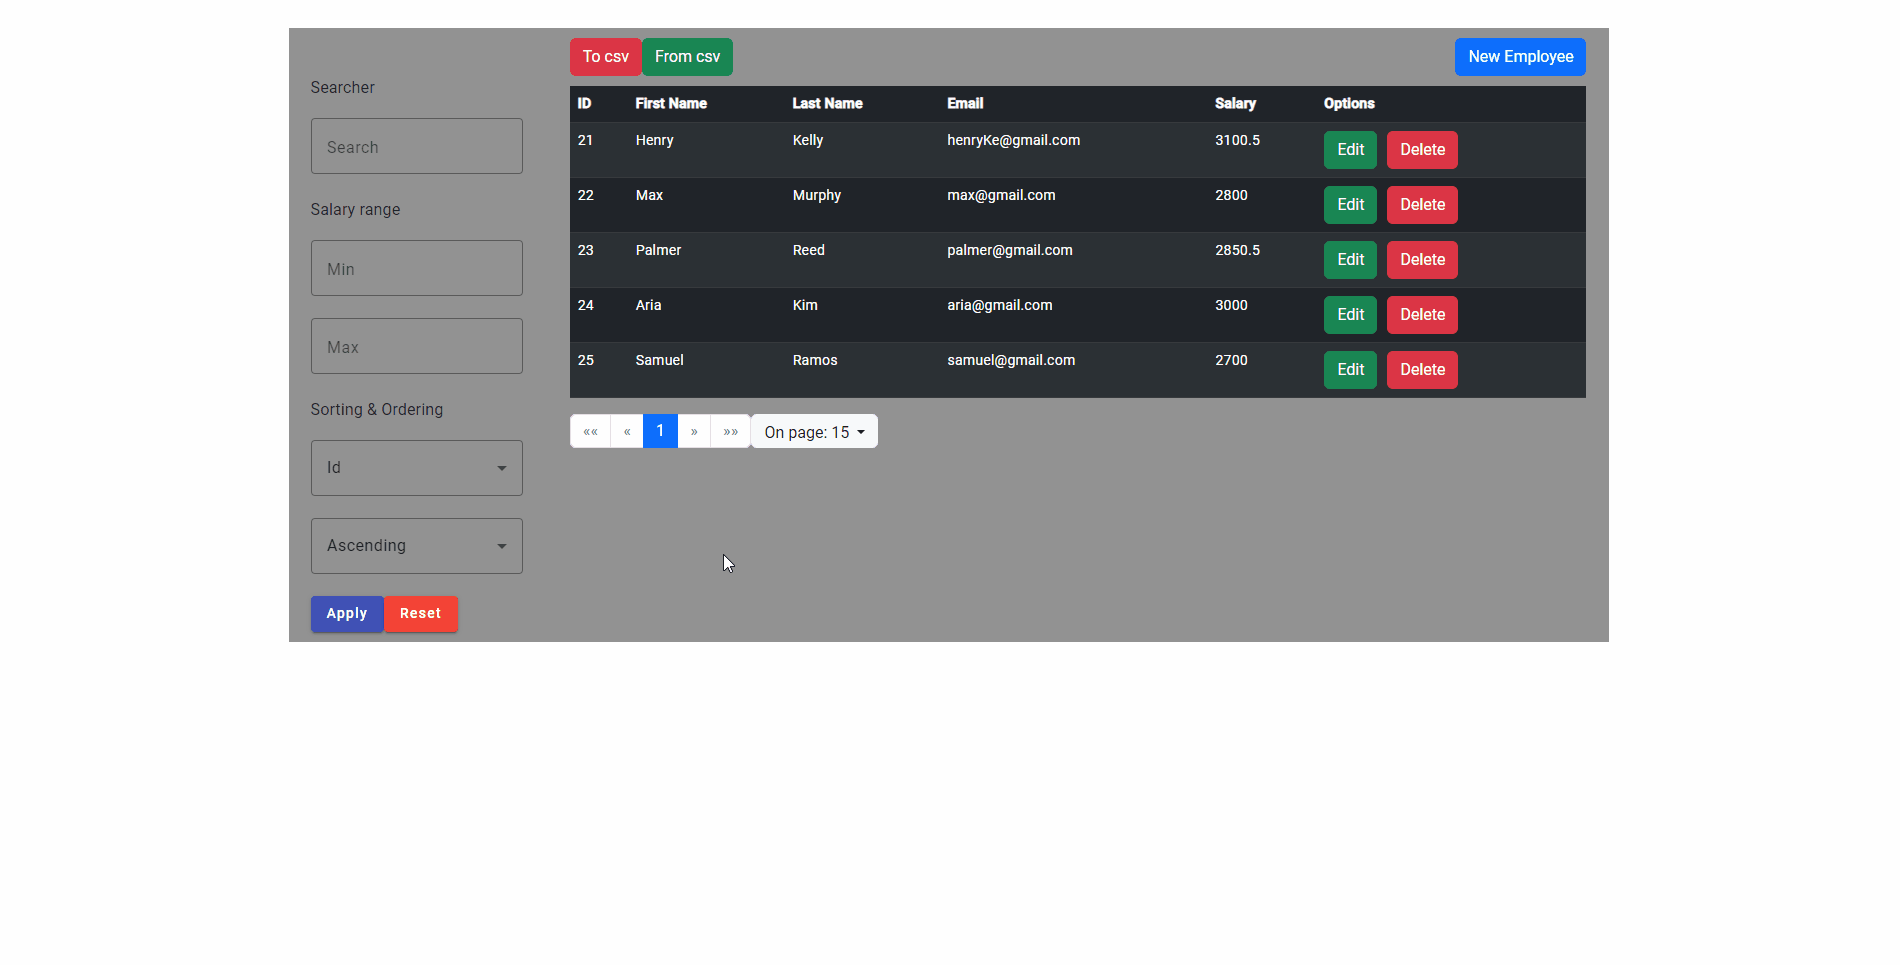 Searcher
Search
Salary range
Min
Max
Sorting & Ordering
Id
Ascending
Apply Reset
To csv From csv New Employee
ID First Name Last Name Email Salary Options
21 Henry Kelly henryKe@gmail.com 3100.5 Edit Delete
22 Max Murphy max@gmail.com 2800 Edit Delete
23 Palmer Reed palmer@gmail.com 2850.5 Edit Delete
24 Aria Kim aria@gmail.com 3000 Edit Delete
25 Samuel Ramos samuel@gmail.com 2700 Edit Delete
«« « 1 » »» On page: 15